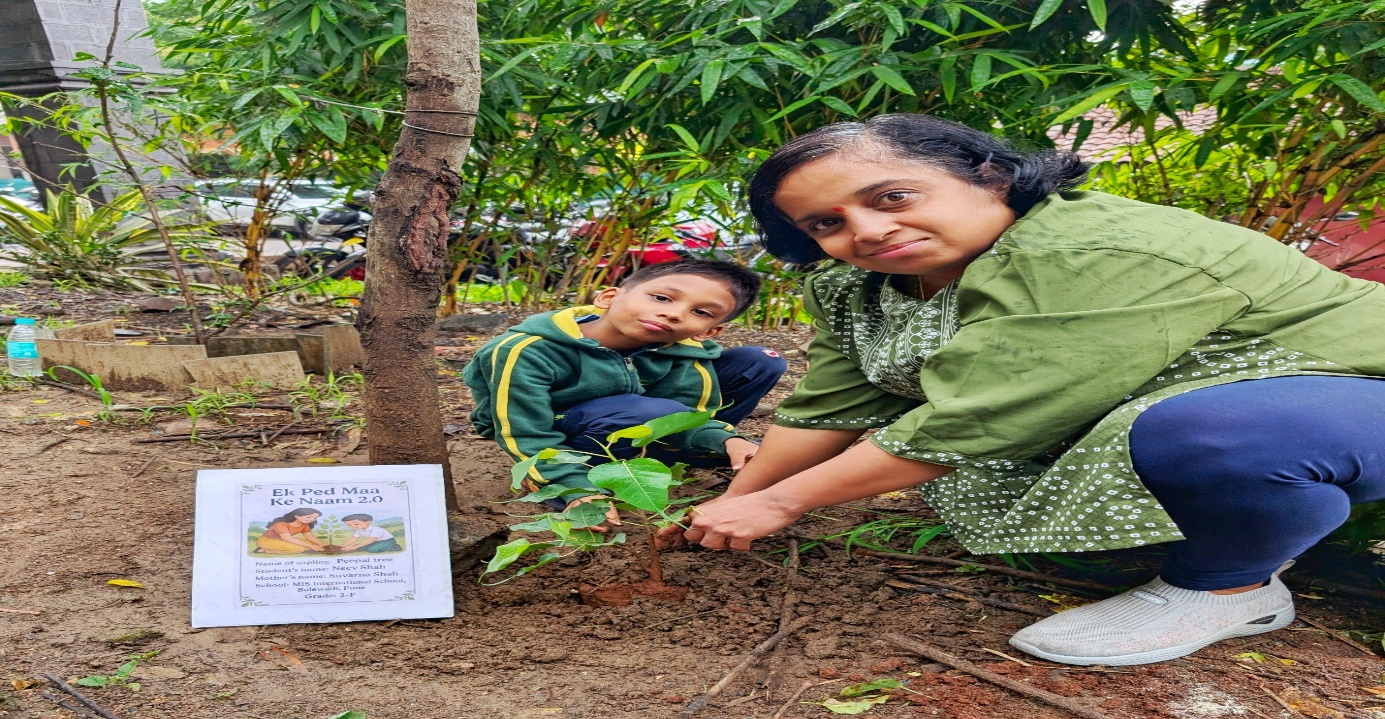 Ek Ped Maa
Ke Naam 2.0
Name of sapling: Peepal tree
Student's name: Neev Shah
Mother's name: Suvarna Shah
School: MIS International School,
Balewadi, Pune
Grade: 2-F